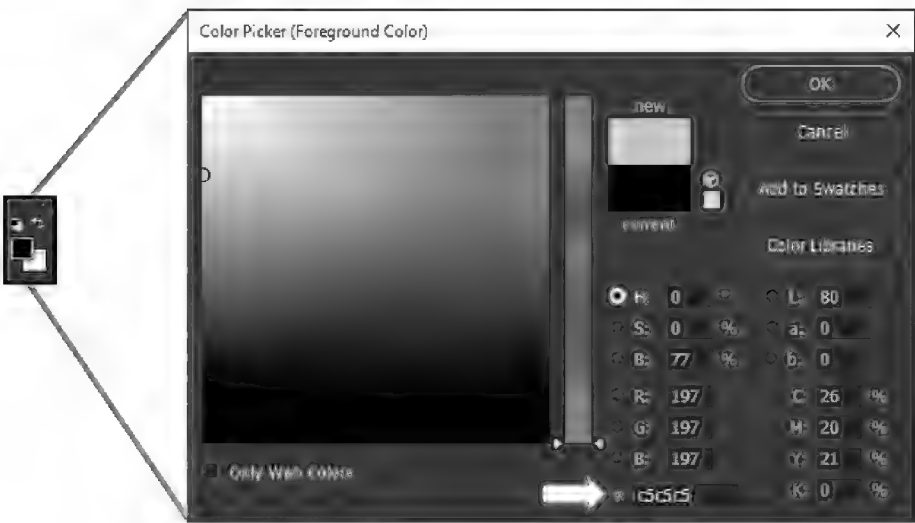 Color Picker (Foreground Color)
OK
new
Cancel
Add to Swatches
current
Color Libraries
H: 0 °
L: 80
S: 0 %
a: 0
B: 77 %
b: 0
R: 197
C: 26 %
G: 197
M: 20 %
B: 197
Y: 21 %
Only Web Colors
# c5c5c5
K: 0 %